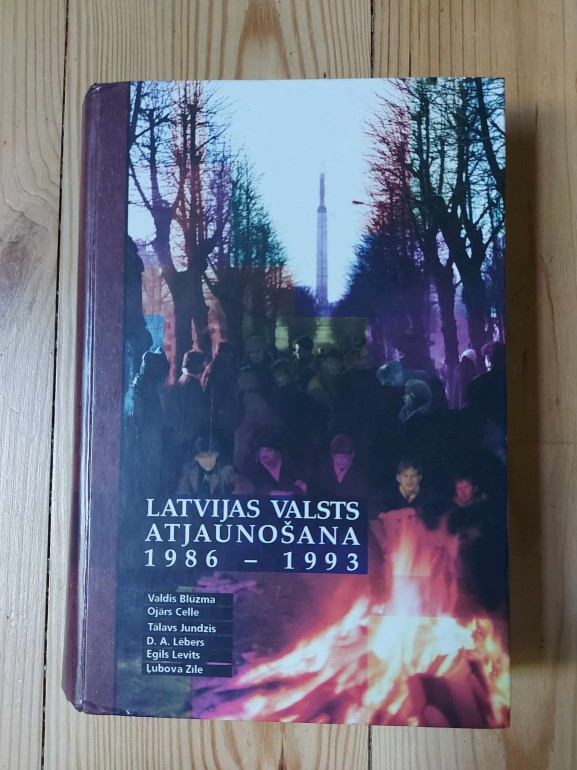 LATVIJAS VALSTS
ATJAUNOŠANA
1986 – 1993
Valdis Blūzma
Ojārs Celle
Tālavs Jundzis
D. A. Lēbers
Egils Levits
Ļubova Zīle